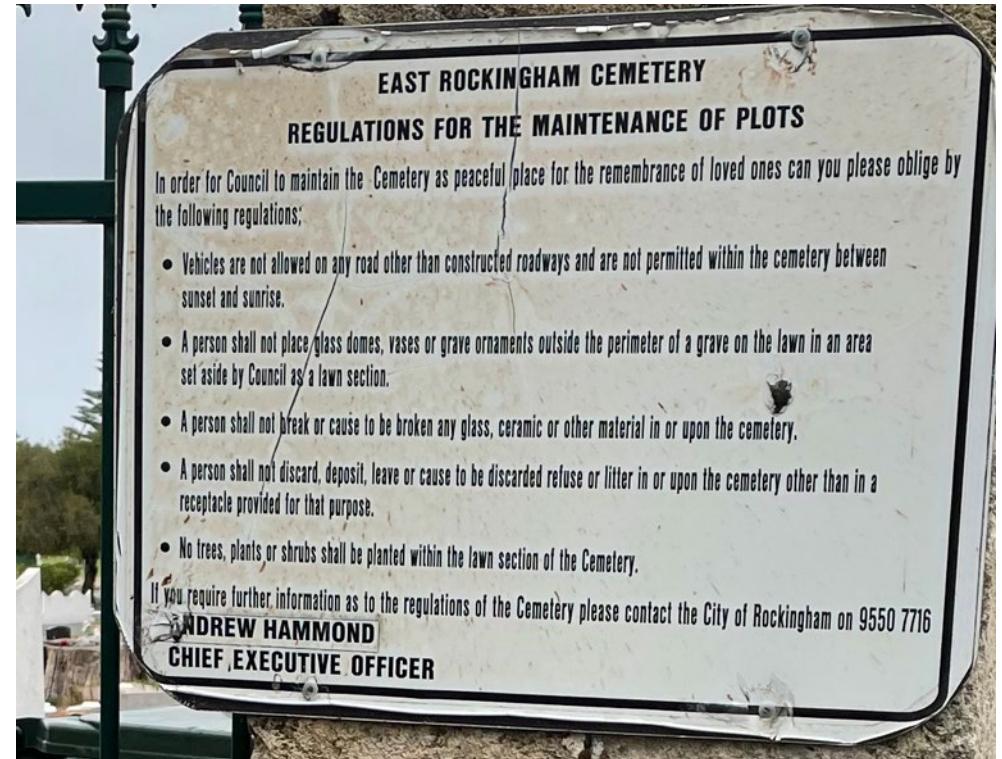 EAST ROCKINGHAM CEMETERY
REGULATIONS FOR THE MAINTENANCE OF PLOTS
In order for Council to maintain the Cemetery as peaceful place for the remembrance of loved ones can you please oblige by
the following regulations;
• Vehicles are not allowed on any road other than constructed roadways and are not permitted within the cemetery between
sunset and sunrise.
• A person shall not place glass domes, vases or grave ornaments outside the perimeter of a grave on the lawn in an area
set aside by Council as a lawn section.
• A person shall not break or cause to be broken any glass, ceramic or other material in or upon the cemetery.
• A person shall not discard, deposit, leave or cause to be discarded refuse or litter in or upon the cemetery other than in a
receptacle provided for that purpose.
• No trees, plants or shrubs shall be planted within the lawn section of the Cemetery.
If you require further information as to the regulations of the Cemetery please contact the City of Rockingham on 9550 7716
ANDREW HAMMOND
CHIEF EXECUTIVE OFFICER